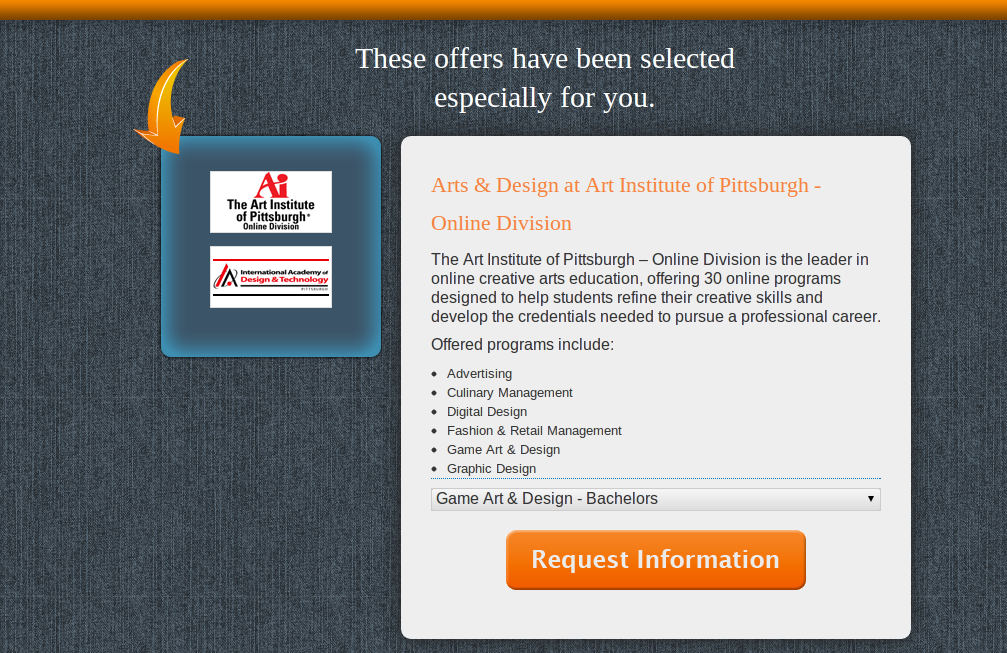 These offers have been selected
especially for you.
Ai
The Art Institute
of Pittsburgh®
Online Division
International Academy of
Design & Technology
PITTSBURGH
Arts & Design at Art Institute of Pittsburgh -
Online Division
The Art Institute of Pittsburgh – Online Division is the leader in
online creative arts education, offering 30 online programs
designed to help students refine their creative skills and
develop the credentials needed to pursue a professional career.
Offered programs include:
Advertising
Culinary Management
Digital Design
Fashion & Retail Management
Game Art & Design
Graphic Design
Game Art & Design - Bachelors
Request Information